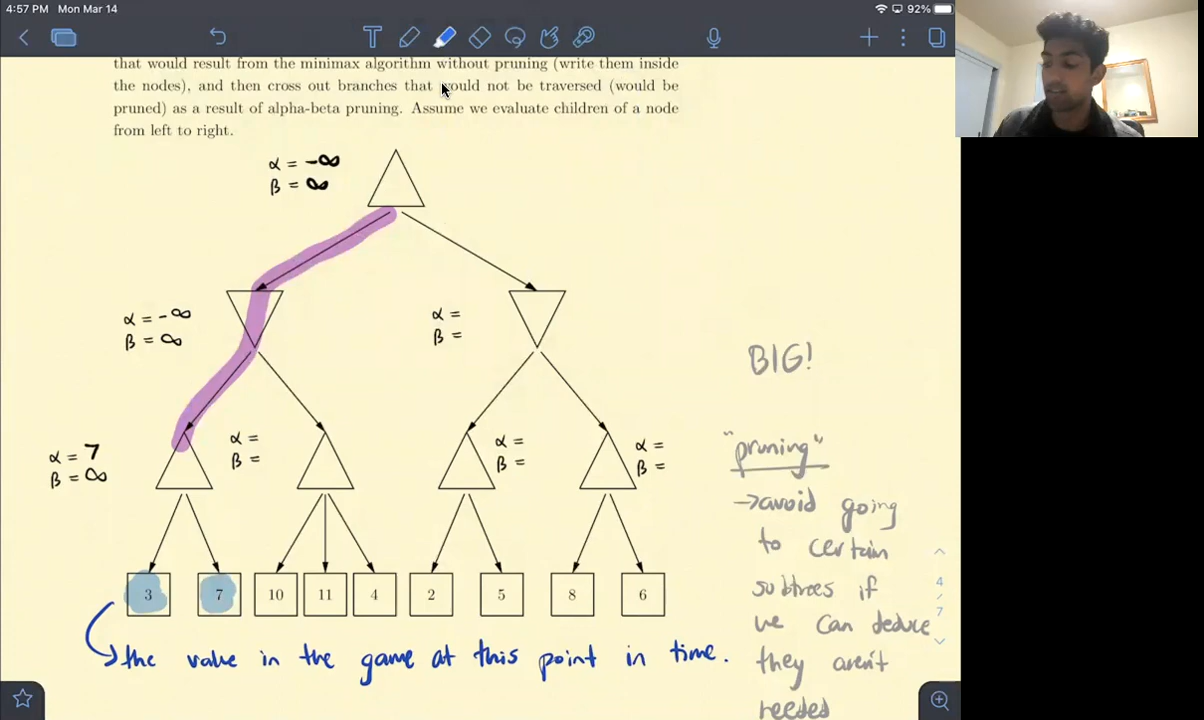 4:57 PM Mon Mar 14
92%
T
that would result from the minimax algorithm without pruning (write them inside
the nodes), and then cross out branches that would not be traversed (would be
pruned) as a result of alpha-beta pruning. Assume we evaluate children of a node
from left to right.
α = -∞
β = ∞
α = -∞
β = ∞
α =
β =
BIG!
α = 7
β = ∞
α =
β =
α =
β =
α =
β =
"pruning"
→avoid going
to certain
subtrees if
we can deduce
they aren't
needed
3 7 10 11 4 2 5 8 6
4
/
7
the value in the game at this point in time.